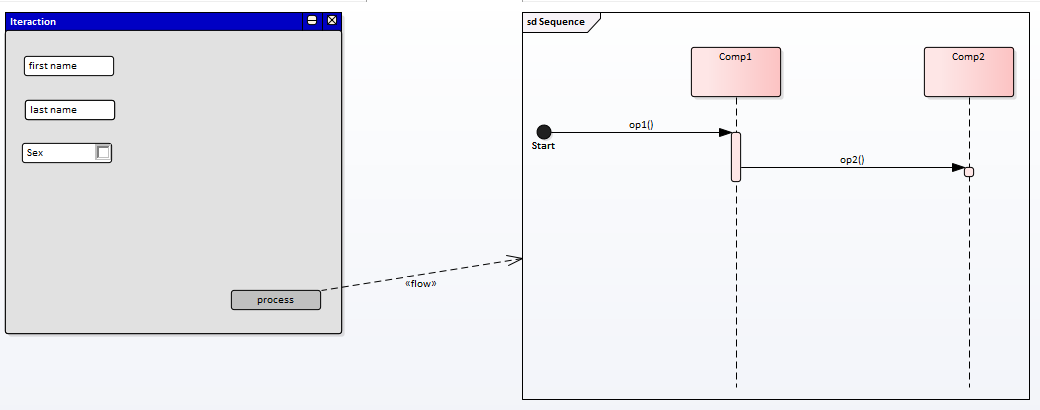 Iteraction
first name
last name
Sex
process
«flow»
sd Sequence
Comp1
Comp2
op1()
Start
op2()